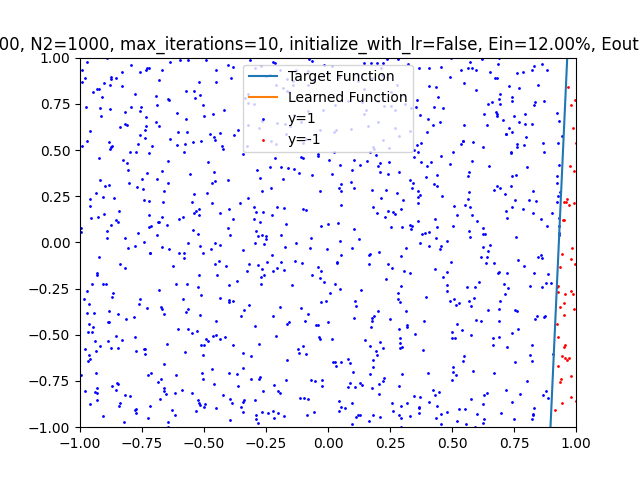 00, N2=1000, max_iterations=10, initialize_with_lr=False, Ein=12.00%, Eout
1.00
0.75
0.50
0.25
0.00
−0.25
−0.50
−0.75
−1.00
Target Function
Learned Function
y=1
y=-1
−1.00 −0.75 −0.50 −0.25 0.00 0.25 0.50 0.75 1.00